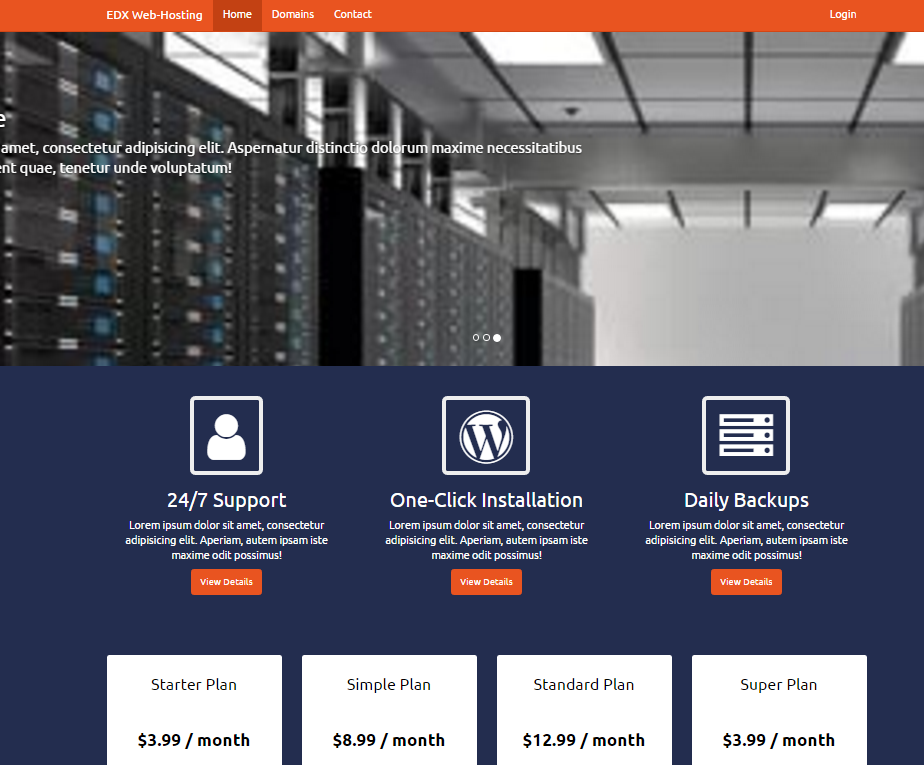 EDX Web-Hosting Home Domains Contact Login
e
amet, consectetur adipisicing elit. Aspernatur distinctio dolorum maxime necessitatibus
ent quae, tenetur unde voluptatum!
24/7 Support
Lorem ipsum dolor sit amet, consectetur
adipisicing elit. Aperiam, autem ipsam iste
maxime odit possimus!
View Details
One-Click Installation
Lorem ipsum dolor sit amet, consectetur
adipisicing elit. Aperiam, autem ipsam iste
maxime odit possimus!
View Details
Daily Backups
Lorem ipsum dolor sit amet, consectetur
adipisicing elit. Aperiam, autem ipsam iste
maxime odit possimus!
View Details
Starter Plan
$3.99 / month
Simple Plan
$8.99 / month
Standard Plan
$12.99 / month
Super Plan
$3.99 / month